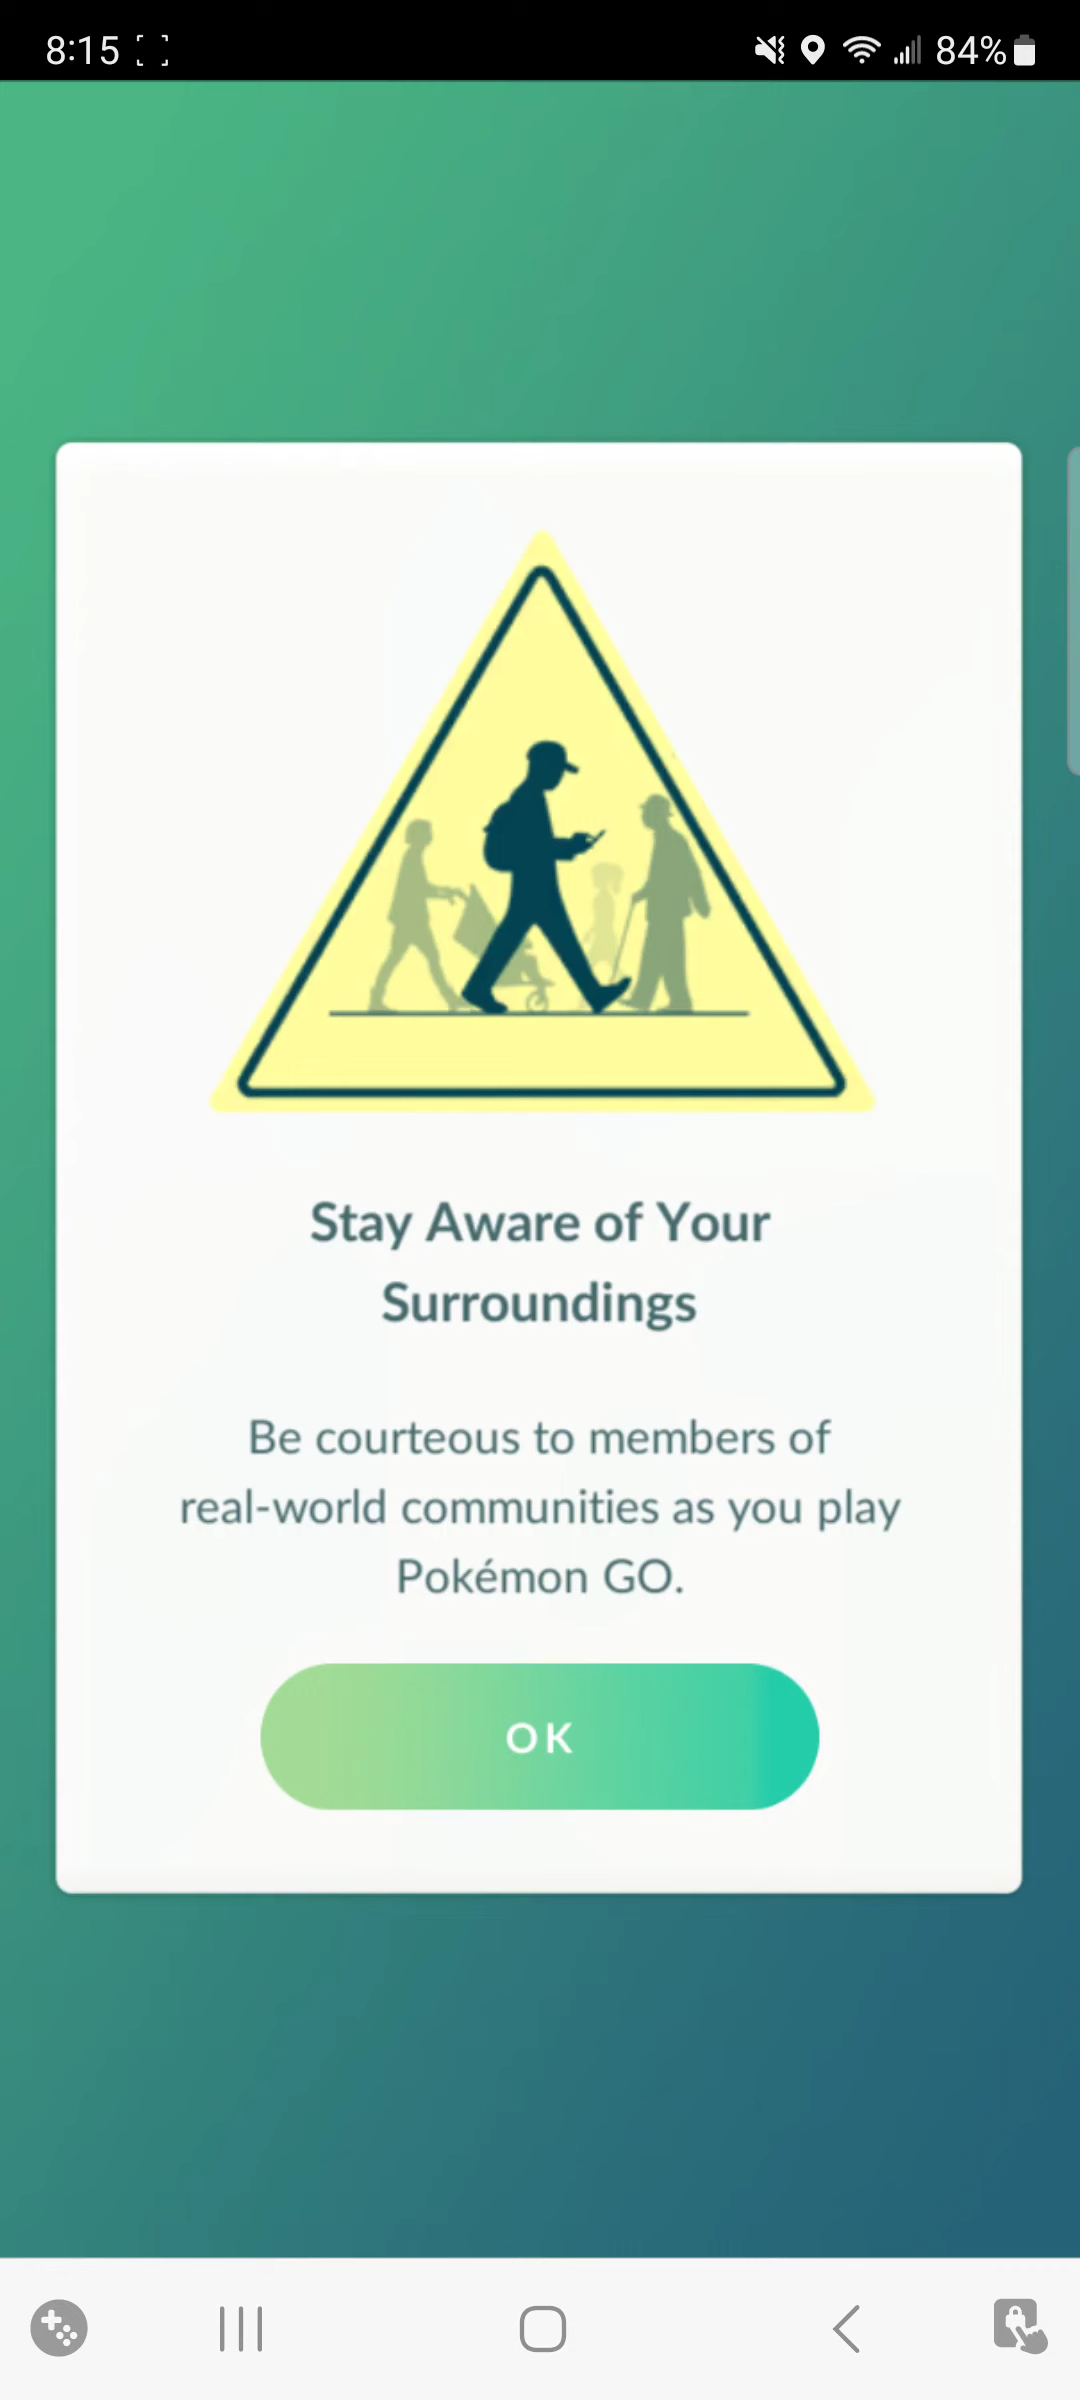 8:15
84%
Stay Aware of Your
Surroundings
Be courteous to members of
real-world communities as you play
Pokémon GO.
OK